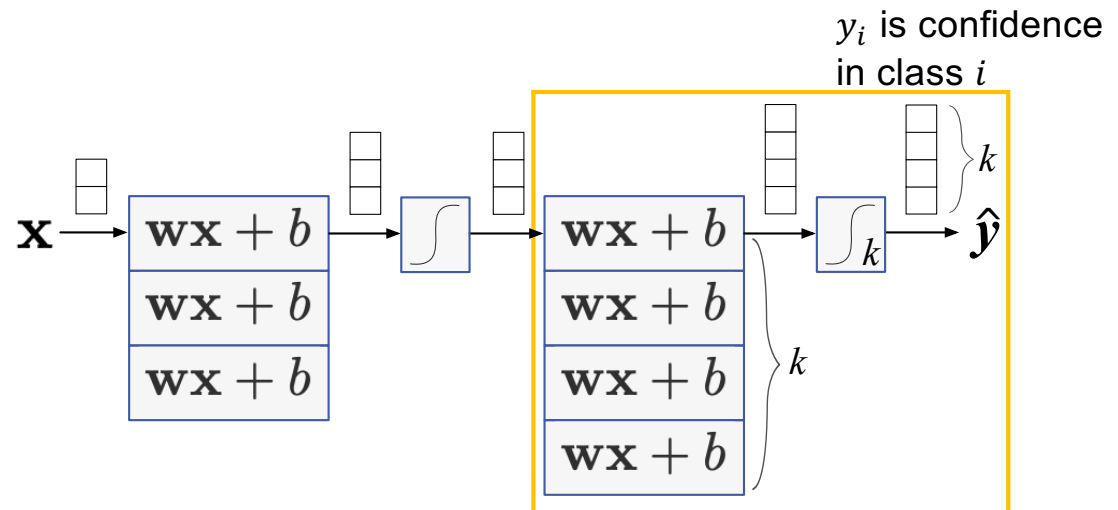 yᵢ is confidence
in class i
k
x
wx + b
wx + b
wx + b
wx + b
wx + b
wx + b
wx + b
k
ŷ
k